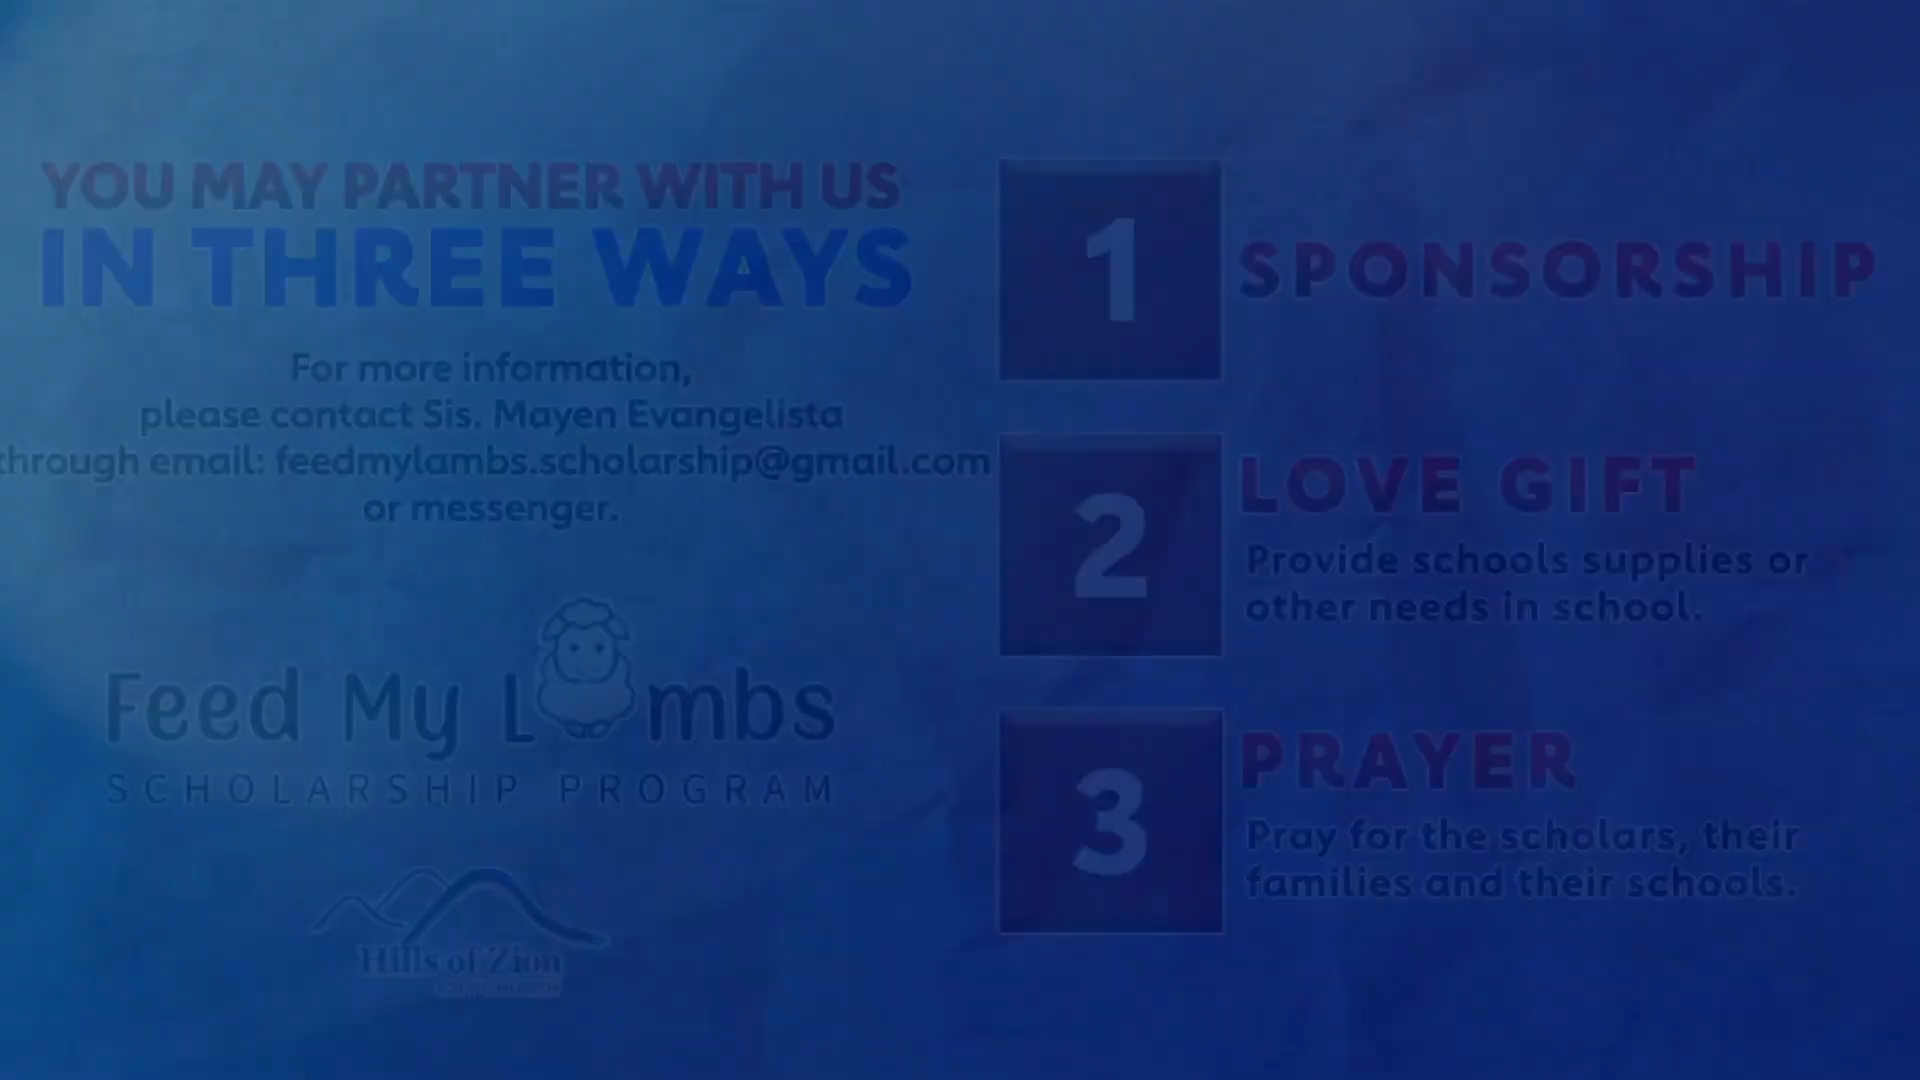 YOU MAY PARTNER WITH US
IN THREE WAYS
For more information,
please contact Sis. Mayen Evangelista
through email: feedmylambs.scholarship@gmail.com
or messenger.
Feed My Lambs
SCHOLARSHIP PROGRAM
Hills of Zion
1
SPONSORSHIP
2
LOVE GIFT
Provide schools supplies or
other needs in school.
3
PRAYER
Pray for the scholars, their
families and their schools.